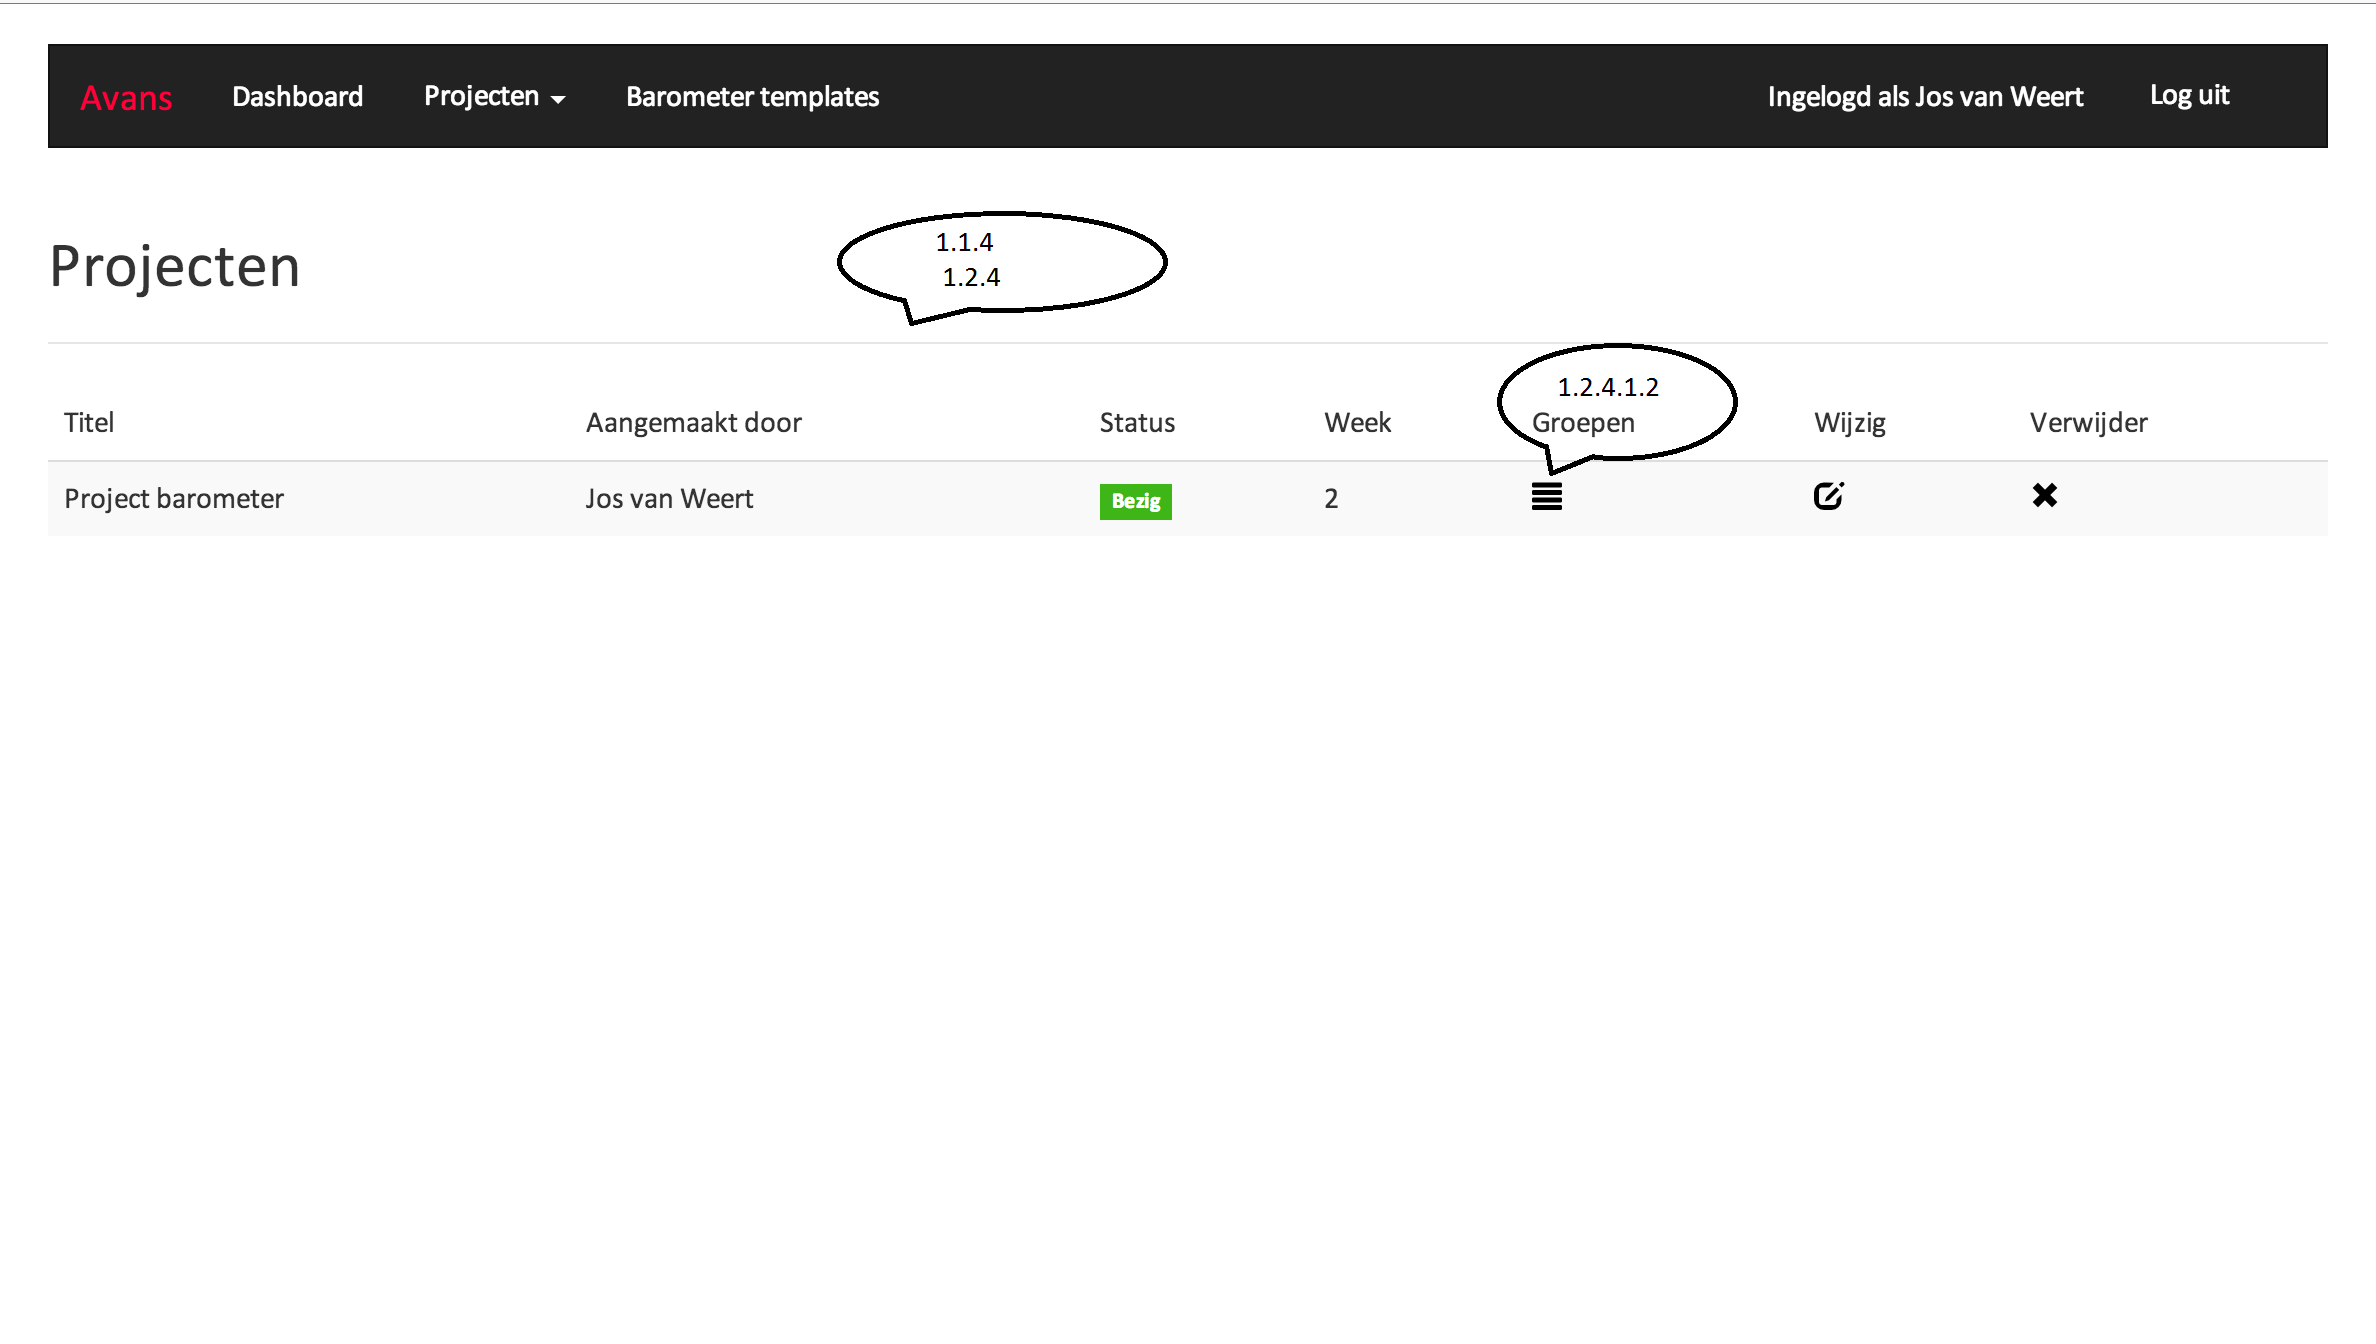 Avans Dashboard Projecten Barometer templates Ingelogd als Jos van Weert Log uit
Projecten
1.1.4
1.2.4
1.2.4.1.2
Titel Aangemaakt door Status Week Groepen Wijzig Verwijder
Project barometer Jos van Weert Bezig 2